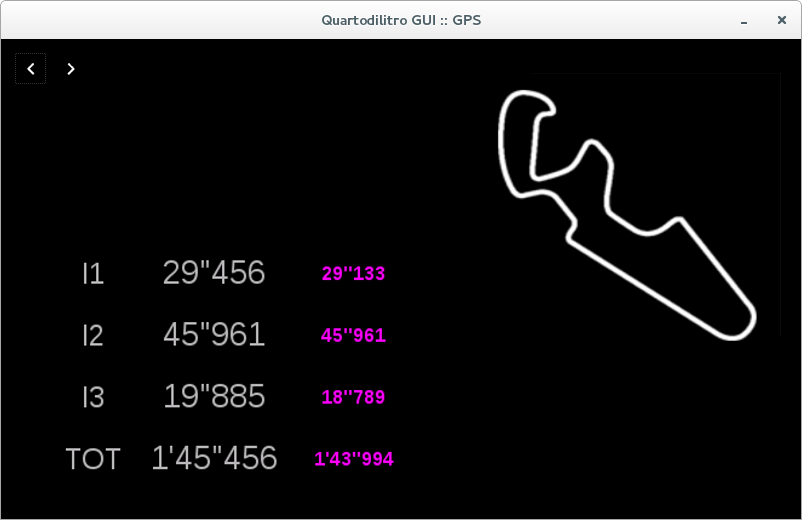 Quartodilitro GUI :: GPS
I1 29"456 29"133
I2 45"961 45"961
I3 19"885 18"789
TOT 1'45"456 1'43"994